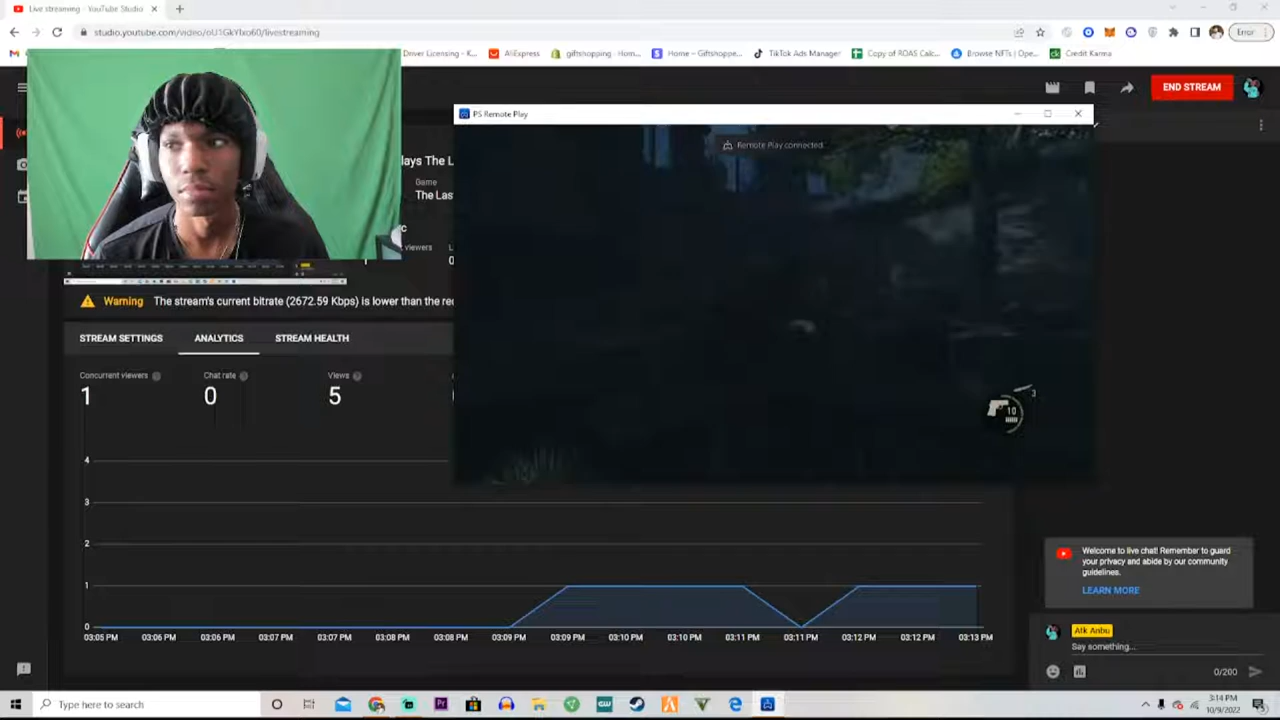 Live streaming - YouTube Studio
studio.youtube.com/video/oU1GkYlxo60/livestreaming
Error
Driver Licensing - K...
AliExpress
giftshopping - Hom...
Home - Giftshoppe...
TikTok Ads Manager
Copy of ROAS Calc...
Browse NFTs | Ope...
Credit Karma
END STREAM
PS Remote Play
Remote Play connected.
lays The L
Game
The Las
viewers
10
3
Warning The stream's current bitrate (2672.59 Kbps) is lower than the rec
STREAM SETTINGS
ANALYTICS
STREAM HEALTH
Concurrent viewers
Chat rate
Views
1
0
5
4
3
2
1
0
03:05 PM
03:06 PM
03:06 PM
03:07 PM
03:07 PM
03:08 PM
03:08 PM
03:09 PM
03:09 PM
03:10 PM
03:10 PM
03:11 PM
03:11 PM
03:12 PM
03:12 PM
03:13 PM
Welcome to live chat! Remember to guard
your privacy and abide by our community
guidelines.
LEARN MORE
Atk Anbu
Say something...
0/200
Type here to search
Pr
GW
3:14 PM
10/9/2022